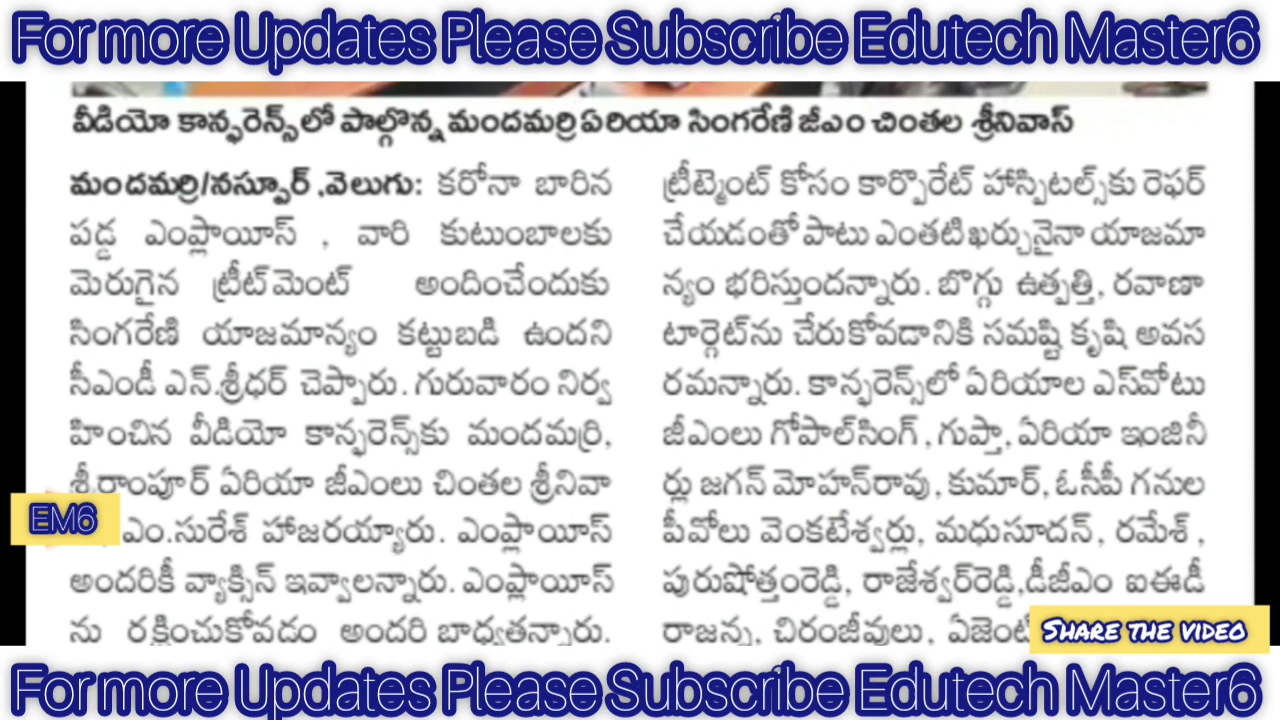 For more Updates Please Subscribe Edutech Master6
వీడియో కాన్ఫరెన్స్‌లో పాల్గొన్న మందమర్రి ఏరియా సింగరేణి జీఎం చింతల శ్రీనివాస్
మందమర్రి/నస్పూర్ ,వెలుగు: కరోనా బారిన
పడ్డ ఎంప్లాయీస్ , వారి కుటుంబాలకు
మెరుగైన ట్రీట్‌మెంట్ అందించేందుకు
సింగరేణి యాజమాన్యం కట్టుబడి ఉందని
సీఎండీ ఎన్.శ్రీధర్ చెప్పారు. గురువారం నిర్వ
హించిన వీడియో కాన్ఫరెన్స్‌కు మందమర్రి,
శ్రీరాంపూర్ ఏరియా జీఎంలు చింతల శ్రీనివా
ఎం.సురేశ్ హాజరయ్యారు. ఎంప్లాయీస్
అందరికీ వ్యాక్సిన్ ఇవ్వాలన్నారు. ఎంప్లాయీస్
ను రక్షించుకోవడం అందరి బాధ్యతన్నారు.
ట్రీట్మెంట్ కోసం కార్పొరేట్ హాస్పిటల్స్‌కు రెఫర్
చేయడంతో పాటు ఎంతటి ఖర్చునైనా యాజమా
న్యం భరిస్తుందన్నారు. బొగ్గు ఉత్పత్తి, రవాణా
టార్గెట్‌ను చేరుకోవడానికి సమష్టి కృషి అవస
రమన్నారు. కాన్ఫరెన్స్‌లో ఏరియాల ఎస్‌వోటు
జీఎంలు గోపాల్‌సింగ్, గుప్తా, ఏరియా ఇంజినీ
ర్లు జగన్ మోహన్‌రావు, కుమార్, ఓసీపీ గనుల
పీవోలు వెంకటేశ్వర్లు, మధుసూదన్, రమేశ్,
పురుషోత్తంరెడ్డి, రాజేశ్వర్‌రెడ్డి,డీజీఎం ఐఈడీ
రాజన్న, చిరంజీవులు, ఏజెంట్
EM6
SHARE THE VIDEO
For more Updates Please Subscribe Edutech Master6